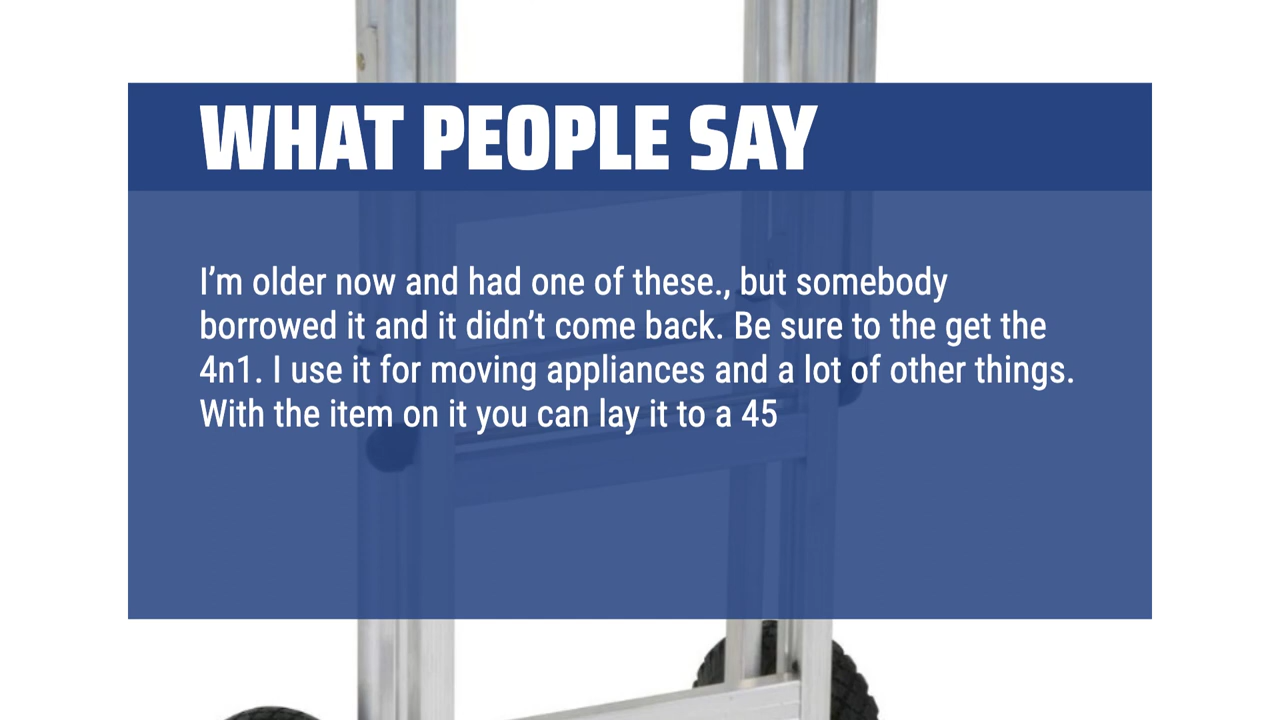 WHAT PEOPLE SAY
I’m older now and had one of these., but somebody
borrowed it and it didn’t come back. Be sure to the get the
4n1. I use it for moving appliances and a lot of other things.
With the item on it you can lay it to a 45